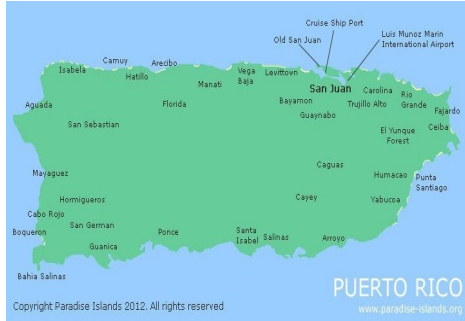 Cruise Ship Port
Old San Juan
Luis Munoz Marin
International Airport
Isabela
Camuy
Hatillo
Arecibo
Manati
Vega
Baja
Levittown
San Juan
Carolina
Rio
Grande
Fajardo
Aguada
Florida
Bayamon
Trujillo Alto
Guaynabo
San Sebastian
El Yunque
Forest
Ceiba
Mayaguez
Caguas
Humacao
Punta
Santiago
Hormigueros
Cayey
Yabucoa
Cabo Rojo
Boqueron
San German
Guanica
Ponce
Santa
Isabel
Salinas
Arroyo
Bahia Salinas
PUERTO RICO
www.paradise-islands.org
Copyright Paradise Islands 2012. All rights reserved